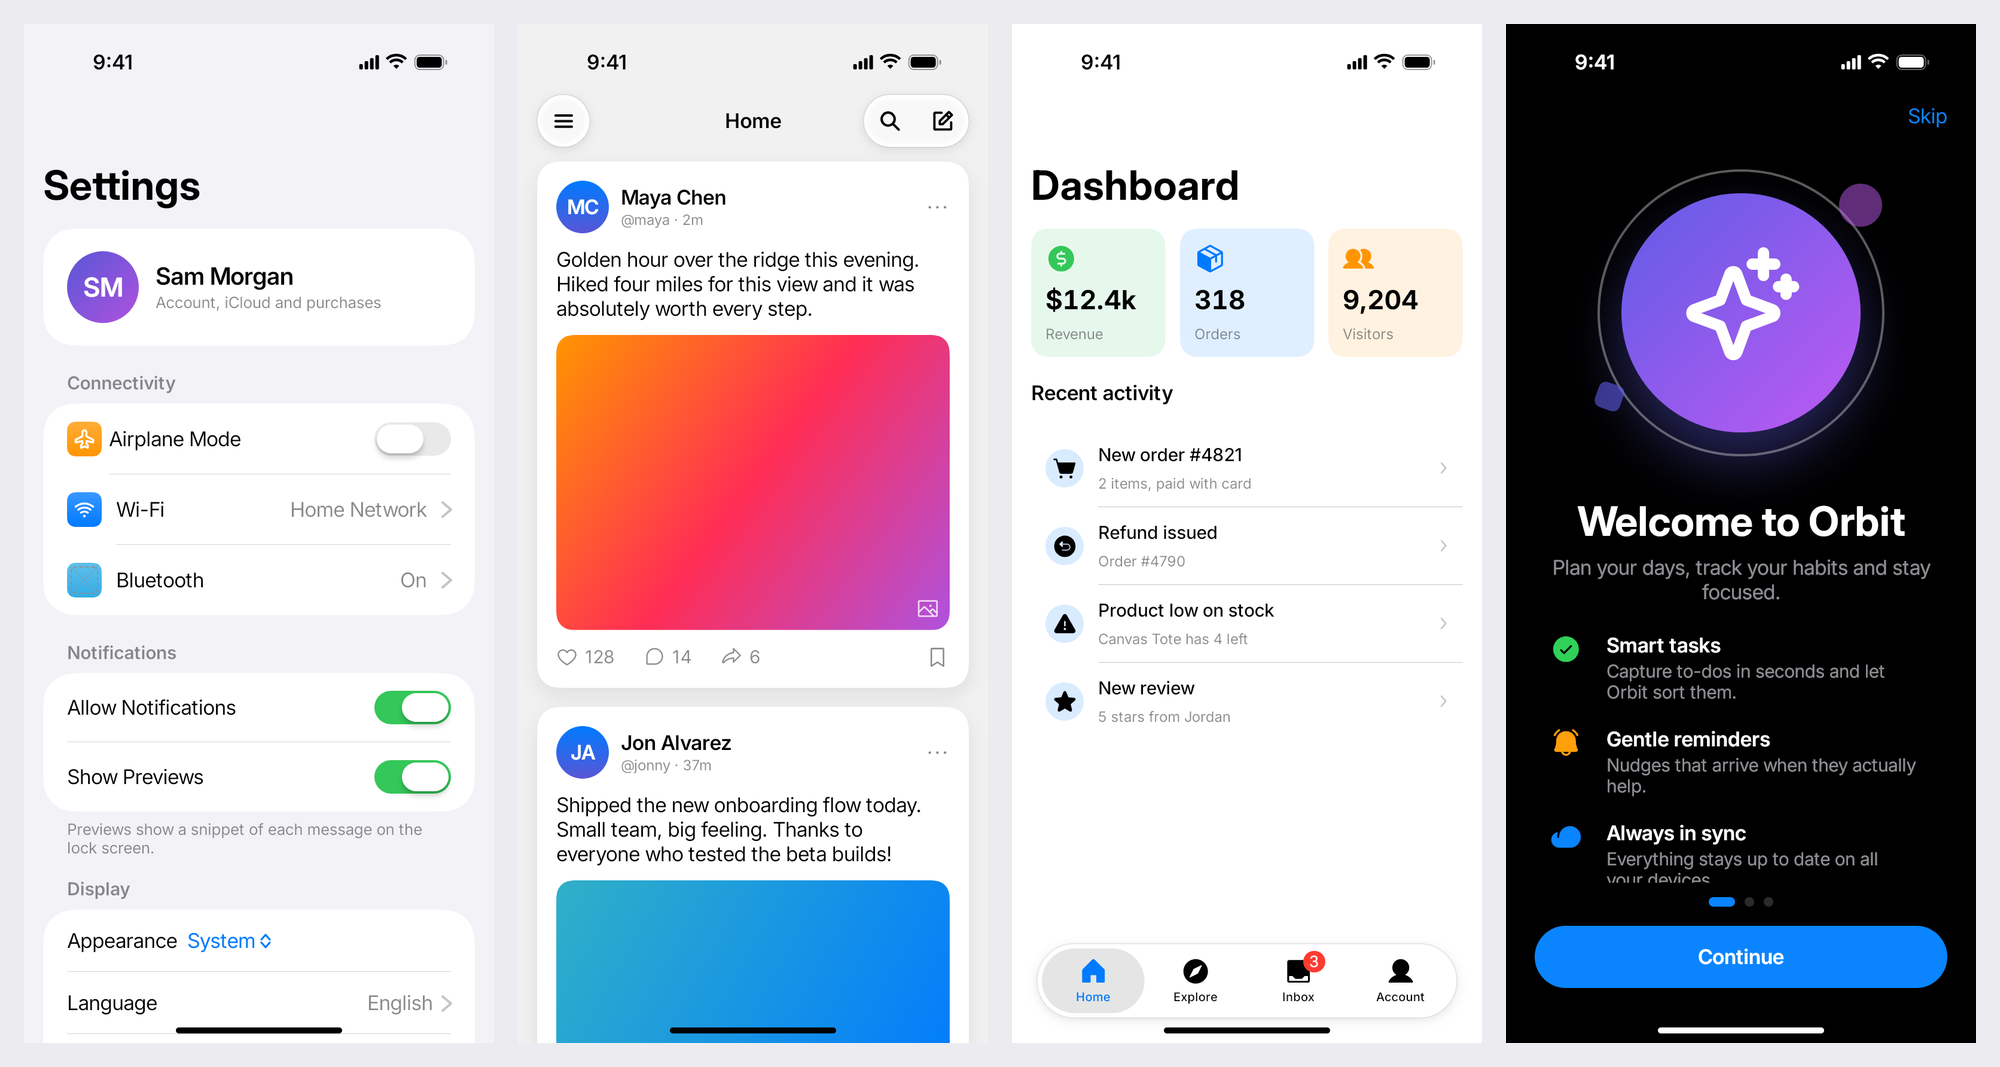 9:41
Settings
SM
Sam Morgan
Account, iCloud and purchases
Connectivity
Airplane Mode
Wi-Fi
Home Network
Bluetooth
On
Notifications
Allow Notifications
Show Previews
Previews show a snippet of each message on the
lock screen.
Display
Appearance System
Language
English
9:41
Home
MC
Maya Chen
@maya · 2m
Golden hour over the ridge this evening.
Hiked four miles for this view and it was
absolutely worth every step.
128
14
6
JA
Jon Alvarez
@jonny · 37m
Shipped the new onboarding flow today.
Small team, big feeling. Thanks to
everyone who tested the beta builds!
9:41
Dashboard
$12.4k
Revenue
318
Orders
9,204
Visitors
Recent activity
New order #4821
2 items, paid with card
Refund issued
Order #4790
Product low on stock
Canvas Tote has 4 left
New review
5 stars from Jordan
Home
Explore
3
Inbox
Account
9:41
Skip
Welcome to Orbit
Plan your days, track your habits and stay
focused.
Smart tasks
Capture to-dos in seconds and let
Orbit sort them.
Gentle reminders
Nudges that arrive when they actually
help.
Always in sync
Everything stays up to date on all
your devices
Continue